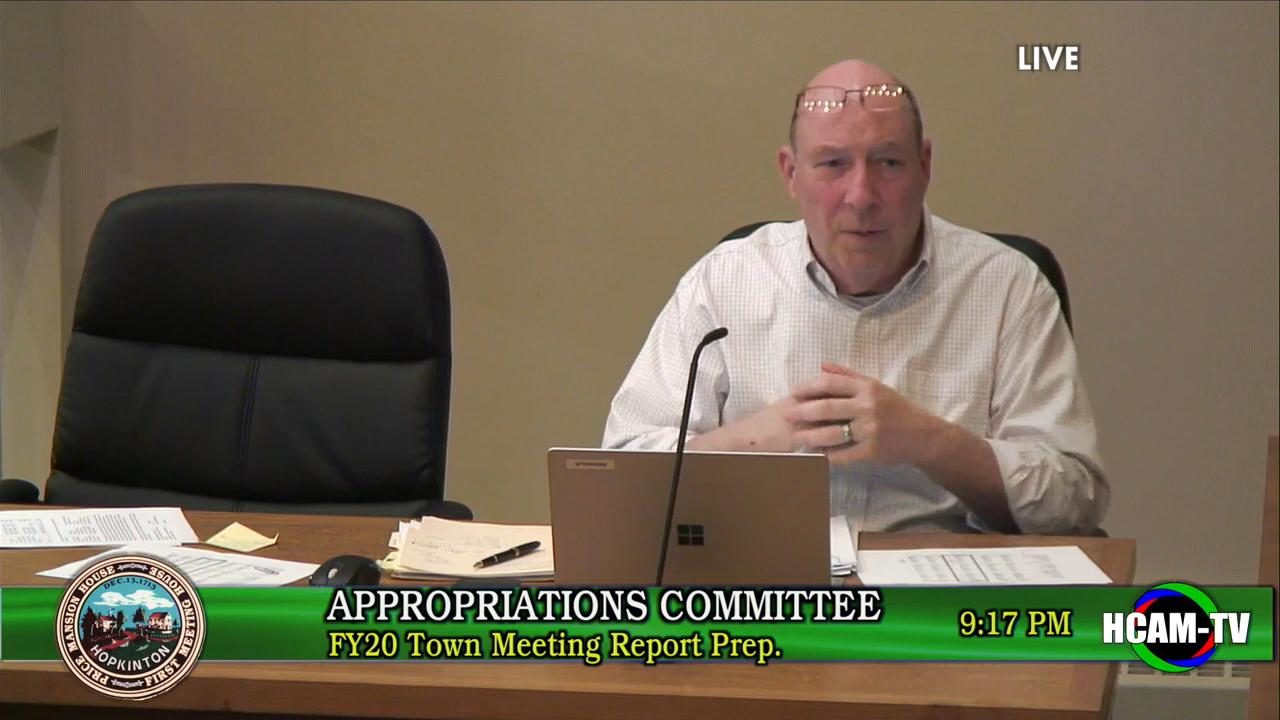 LIVE
APPROPRIATIONS COMMITTEE
FY20 Town Meeting Report Prep.
9:17 PM
HCAM-TV
PRICE MANSION HOUSE
FIRST MEETING HOUSE
DEC.13.1715
HOPKINTON